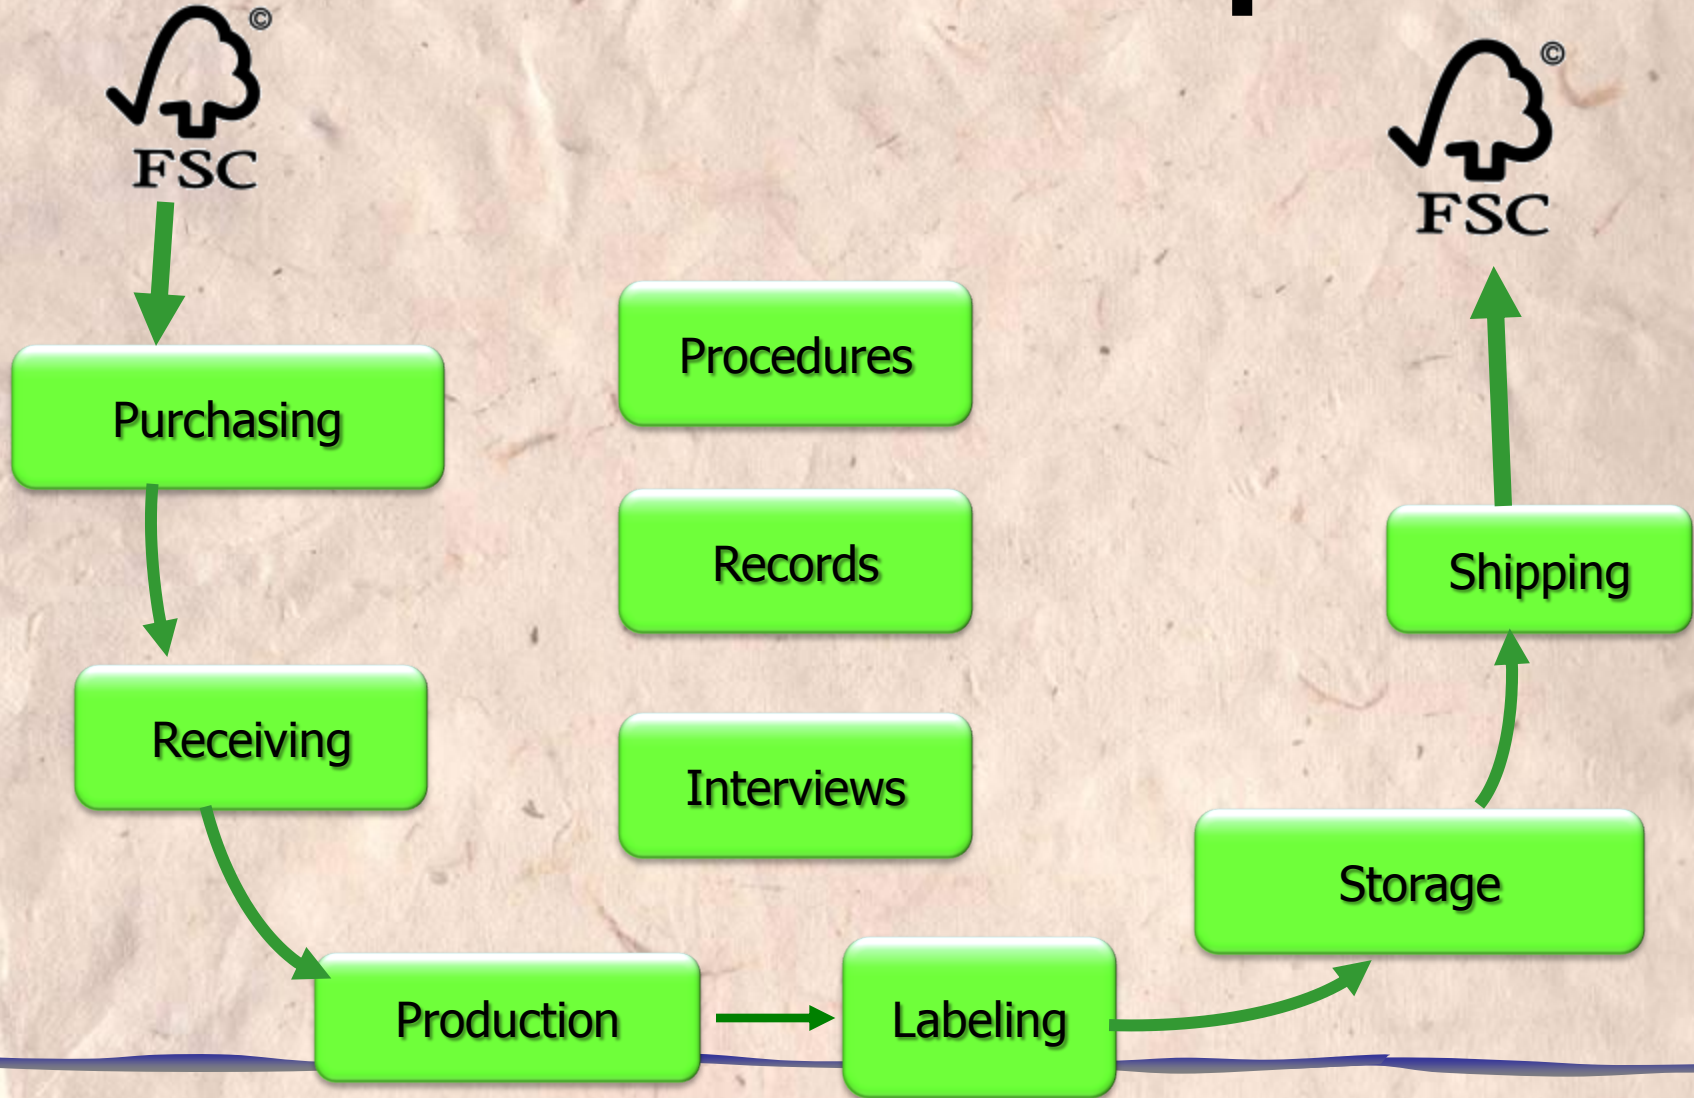 ©
FSC
©
FSC
Purchasing
Procedures
Records
Shipping
Receiving
Interviews
Storage
Production
Labeling